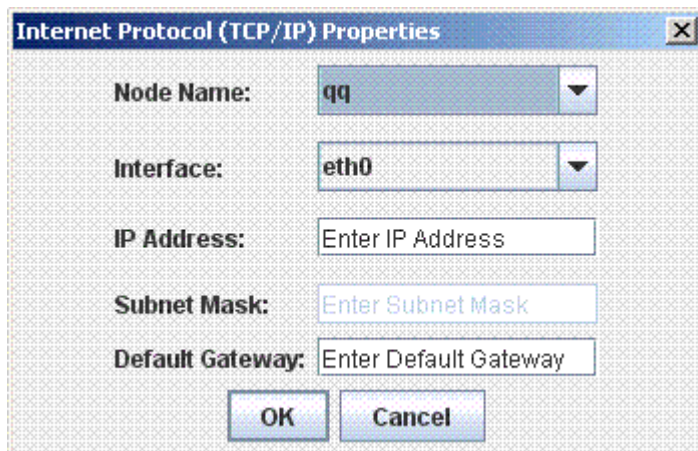 Internet Protocol (TCP/IP) Properties
Node Name: qq
Interface: eth0
IP Address: Enter IP Address
Subnet Mask: Enter Subnet Mask
Default Gateway: Enter Default Gateway
OK Cancel